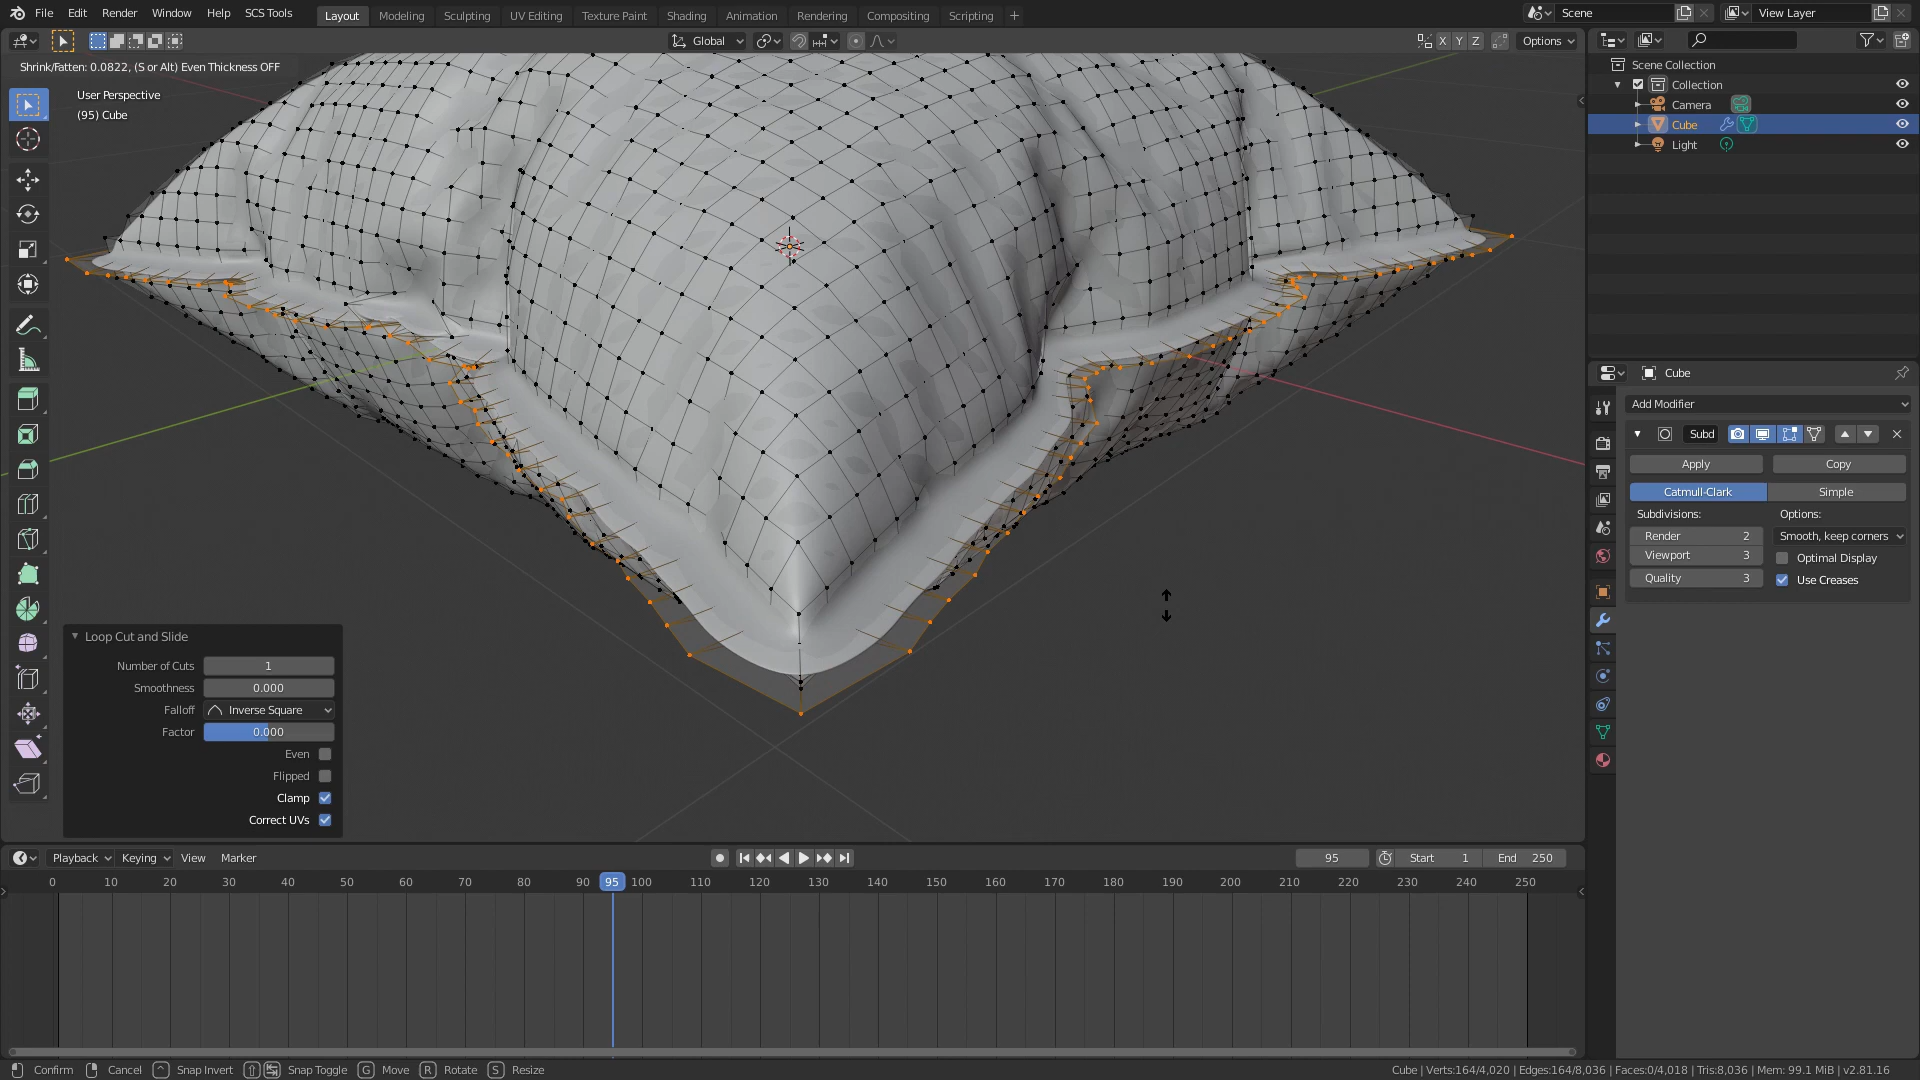 File Edit Render Window Help SCS Tools Layout Modeling Sculpting UV Editing Texture Paint Shading Animation Rendering Compositing Scripting + Scene View Layer
Global X Y Z Options
Shrink/Fatten: 0.0822, (S or Alt) Even Thickness OFF
User Perspective
(95) Cube
Scene Collection
Collection
Camera
Cube
Light
Cube
Add Modifier
Subd
Apply Copy
Catmull-Clark Simple
Subdivisions: Options:
Render 2 Smooth, keep corners
Viewport 3 Optimal Display
Quality 3 Use Creases
Loop Cut and Slide
Number of Cuts 1
Smoothness 0.000
Falloff Inverse Square
Factor 0.000
Even
Flipped
Clamp
Correct UVs
Playback Keying View Marker 95 Start 1 End 250
0 10 20 30 40 50 60 70 80 90 95 100 110 120 130 140 150 160 170 180 190 200 210 220 230 240 250
Confirm Cancel Snap Invert Snap Toggle G Move R Rotate S Resize Cube | Verts:164/4,020 | Edges:164/8,036 | Faces:0/4,018 | Tris:8,036 | Mem: 99.1 MiB | v2.81.16